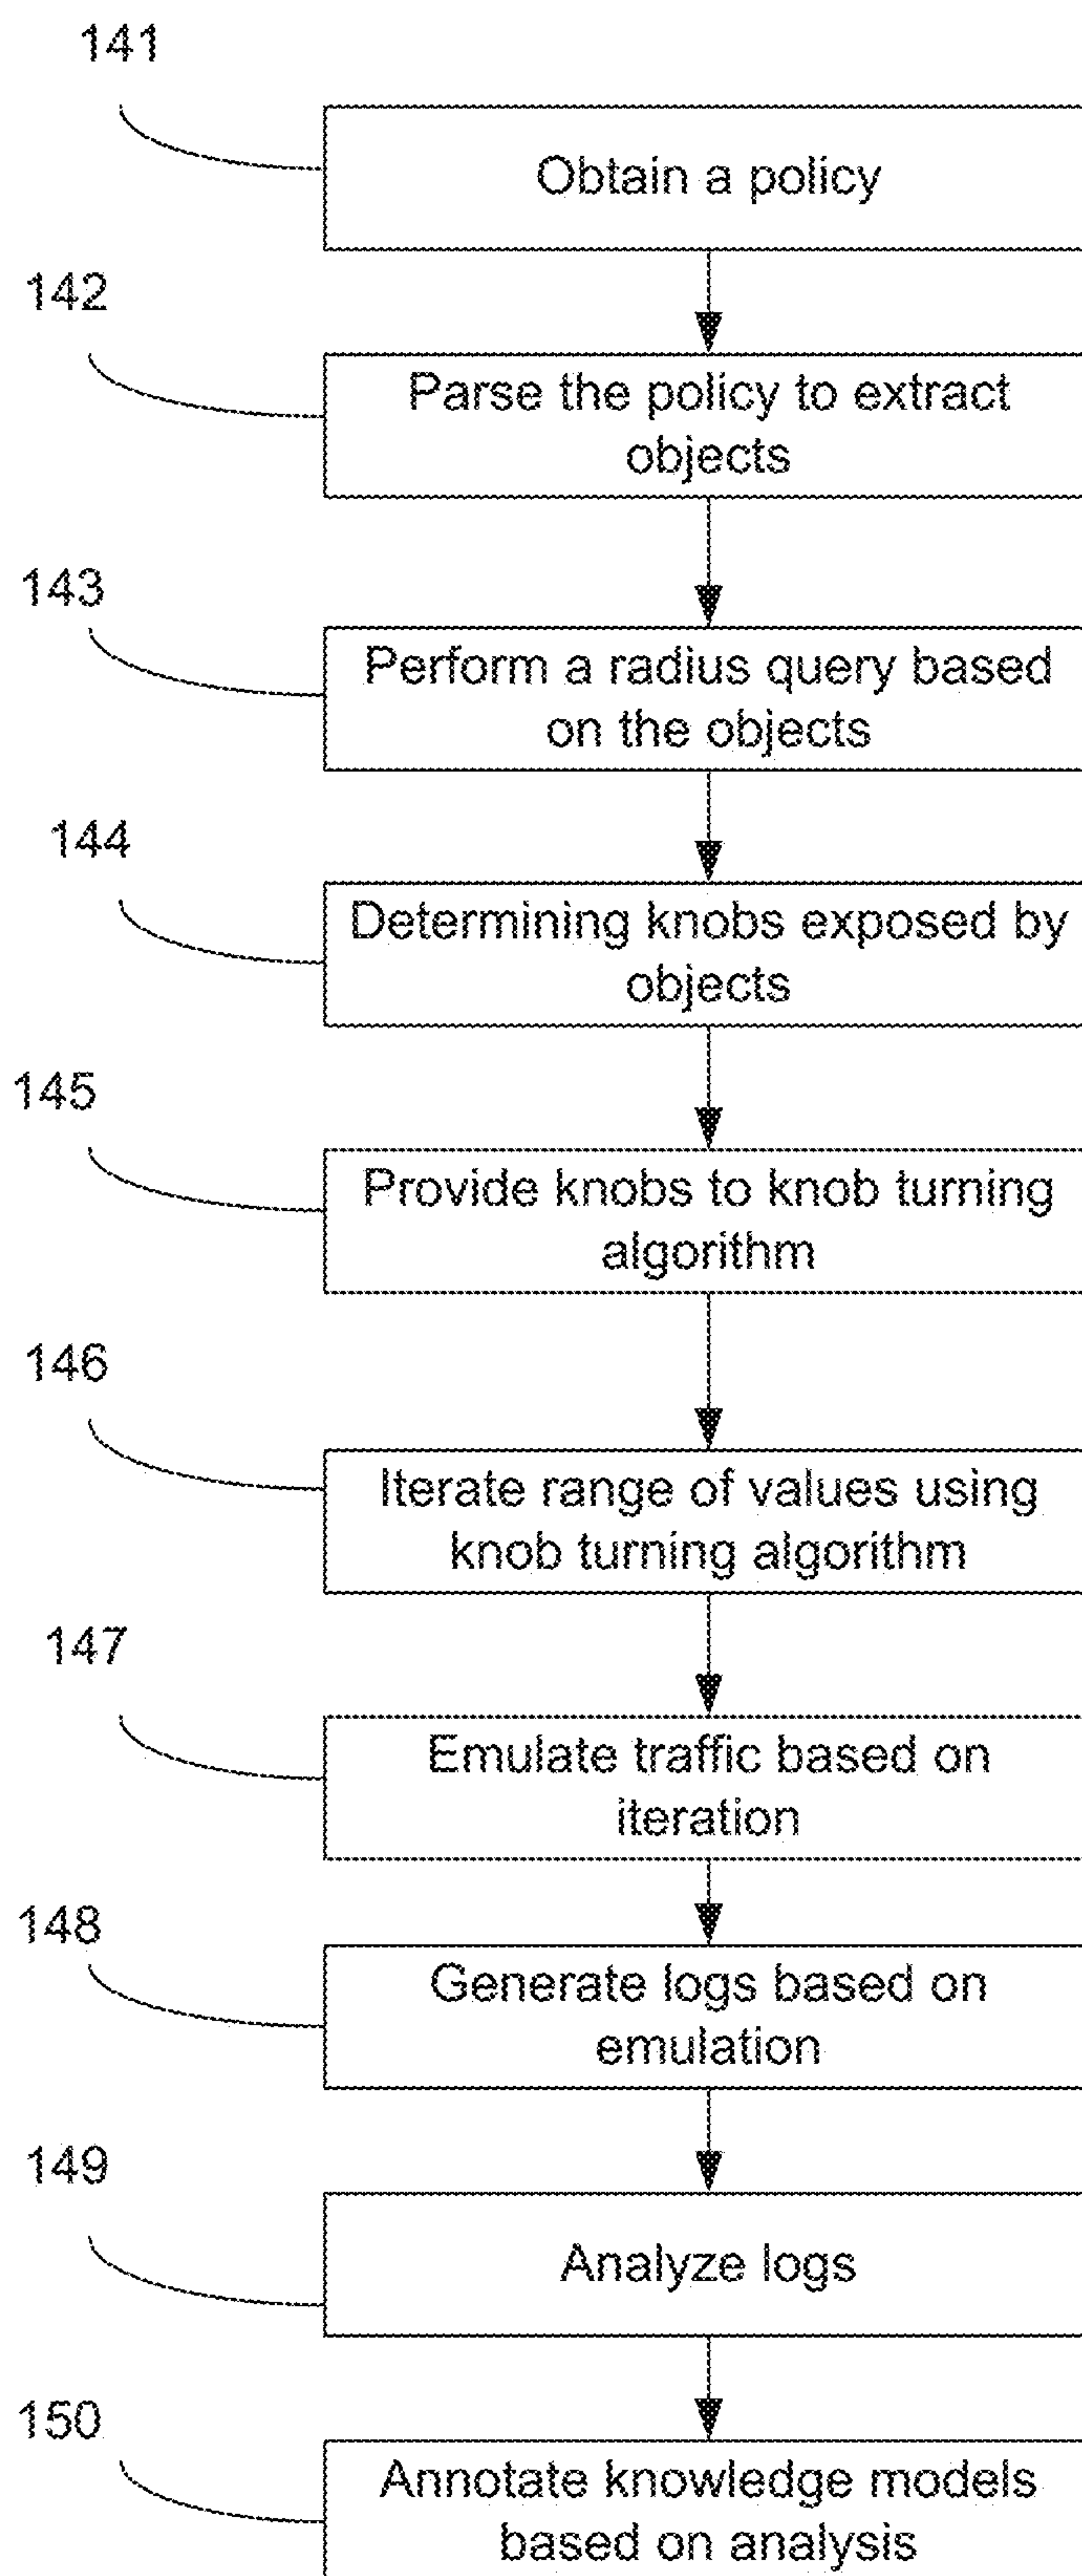 141
Obtain a policy
142
Parse the policy to extract
objects
143
Perform a radius query based
on the objects
144
Determining knobs exposed by
objects
145
Provide knobs to knob turning
algorithm
146
Iterate range of values using
knob turning algorithm
147
Emulate traffic based on
iteration
148
Generate logs based on
emulation
149
Analyze logs
150
Annotate knowledge models
based on analysis